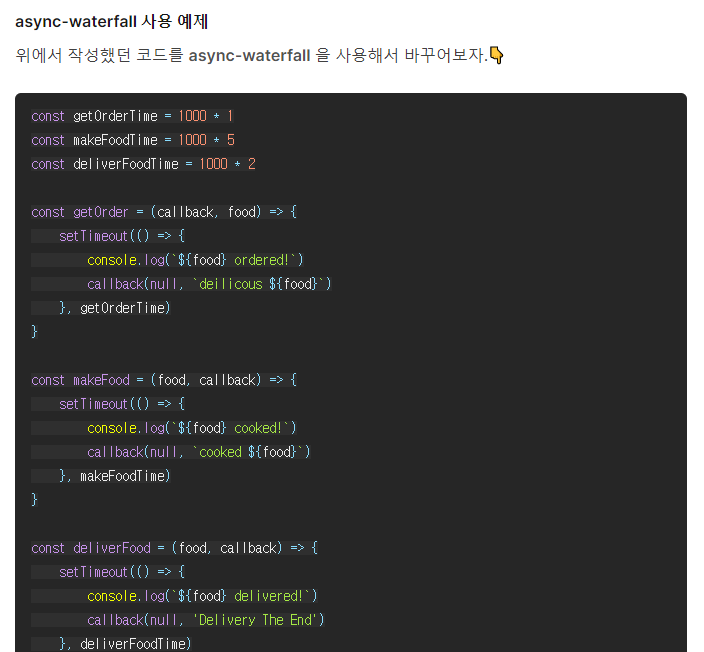 async-waterfall 사용 예제
위에서 작성했던 코드를 async-waterfall 을 사용해서 바꾸어보자.👇
const getOrderTime = 1000 * 1
const makeFoodTime = 1000 * 5
const deliverFoodTime = 1000 * 2
const getOrder = (callback, food) => {
    setTimeout(() => {
        console.log(`${food} ordered!`)
        callback(null, `deilicous ${food}`)
    }, getOrderTime)
}
const makeFood = (food, callback) => {
    setTimeout(() => {
        console.log(`${food} cooked!`)
        callback(null, `cooked ${food}`)
    }, makeFoodTime)
}
const deliverFood = (food, callback) => {
    setTimeout(() => {
        console.log(`${food} delivered!`)
        callback(null, 'Delivery The End')
    }, deliverFoodTime)